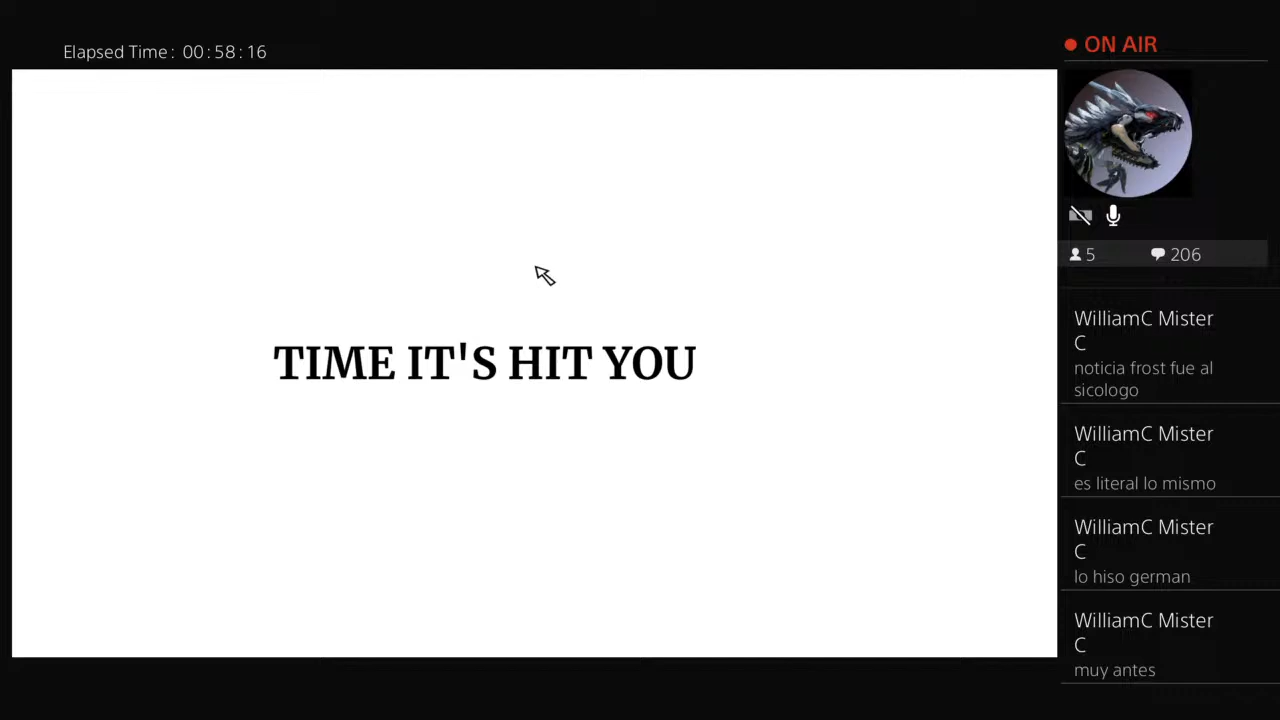 Elapsed Time: 00:58:16
ON AIR
TIME IT'S HIT YOU
5 206
WilliamC Mister
C
noticia frost fue al
sicologo
WilliamC Mister
C
es literal lo mismo
WilliamC Mister
C
lo hiso german
WilliamC Mister
C
muy antes